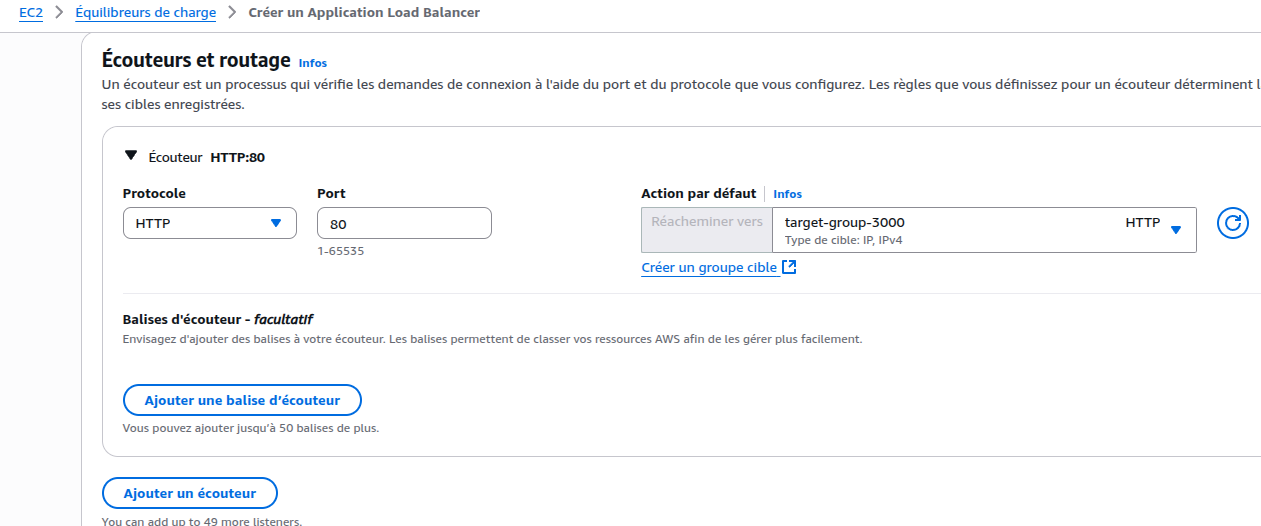 EC2 > Équilibreurs de charge > Créer un Application Load Balancer
Écouteurs et routage Infos
Un écouteur est un processus qui vérifie les demandes de connexion à l'aide du port et du protocole que vous configurez. Les règles que vous définissez pour un écouteur déterminent
ses cibles enregistrées.
Écouteur HTTP:80
Protocole Port Action par défaut Infos
HTTP 80 Réacheminer vers target-group-3000 HTTP
Type de cible: IP, IPv4
1-65535
Créer un groupe cible
Balises d'écouteur - facultatif
Envisagez d'ajouter des balises à votre écouteur. Les balises permettent de classer vos ressources AWS afin de les gérer plus facilement.
Ajouter une balise d’écouteur
Vous pouvez ajouter jusqu’à 50 balises de plus.
Ajouter un écouteur
You can add up to 49 more listeners.